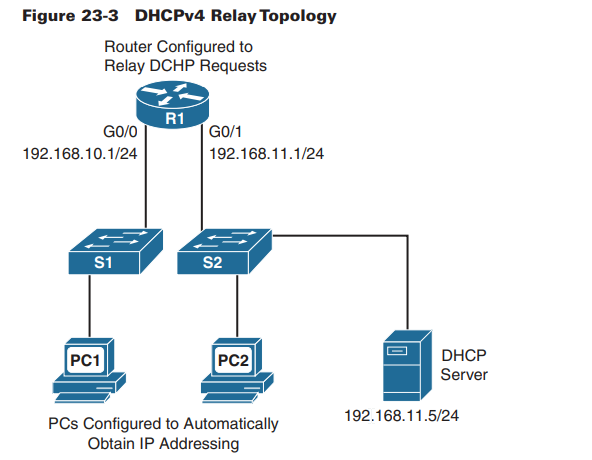 Figure 23-3 DHCPv4 Relay Topology
Router Configured to
Relay DCHP Requests
R1
G0/0
G0/1
192.168.10.1/24
192.168.11.1/24
S1
S2
PC1
PC2
DHCP
Server
192.168.11.5/24
PCs Configured to Automatically
Obtain IP Addressing